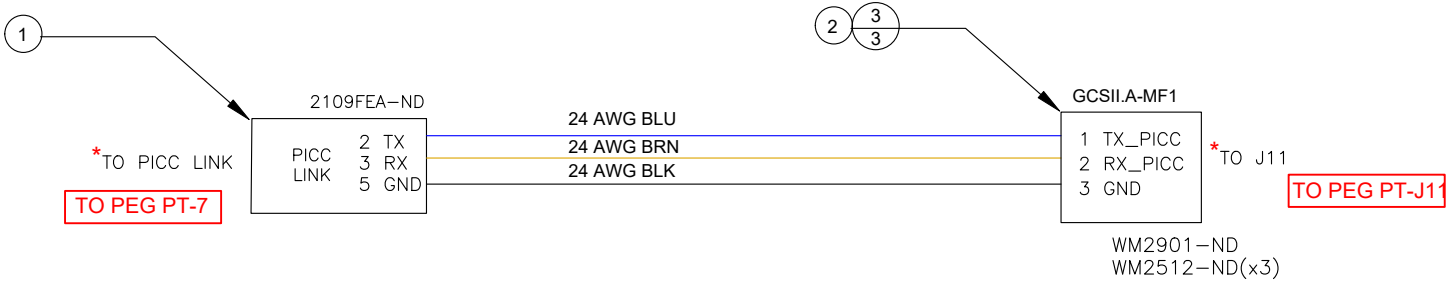 1
2
3
3
2109FEA-ND
GCSII.A-MF1
24 AWG BLU
24 AWG BRN
24 AWG BLK
*TO PICC LINK
PICC
LINK
2 TX
3 RX
5 GND
1 TX_PICC
2 RX_PICC
3 GND
*TO J11
TO PEG PT-7
TO PEG PT-J11
WM2901-ND
WM2512-ND(x3)